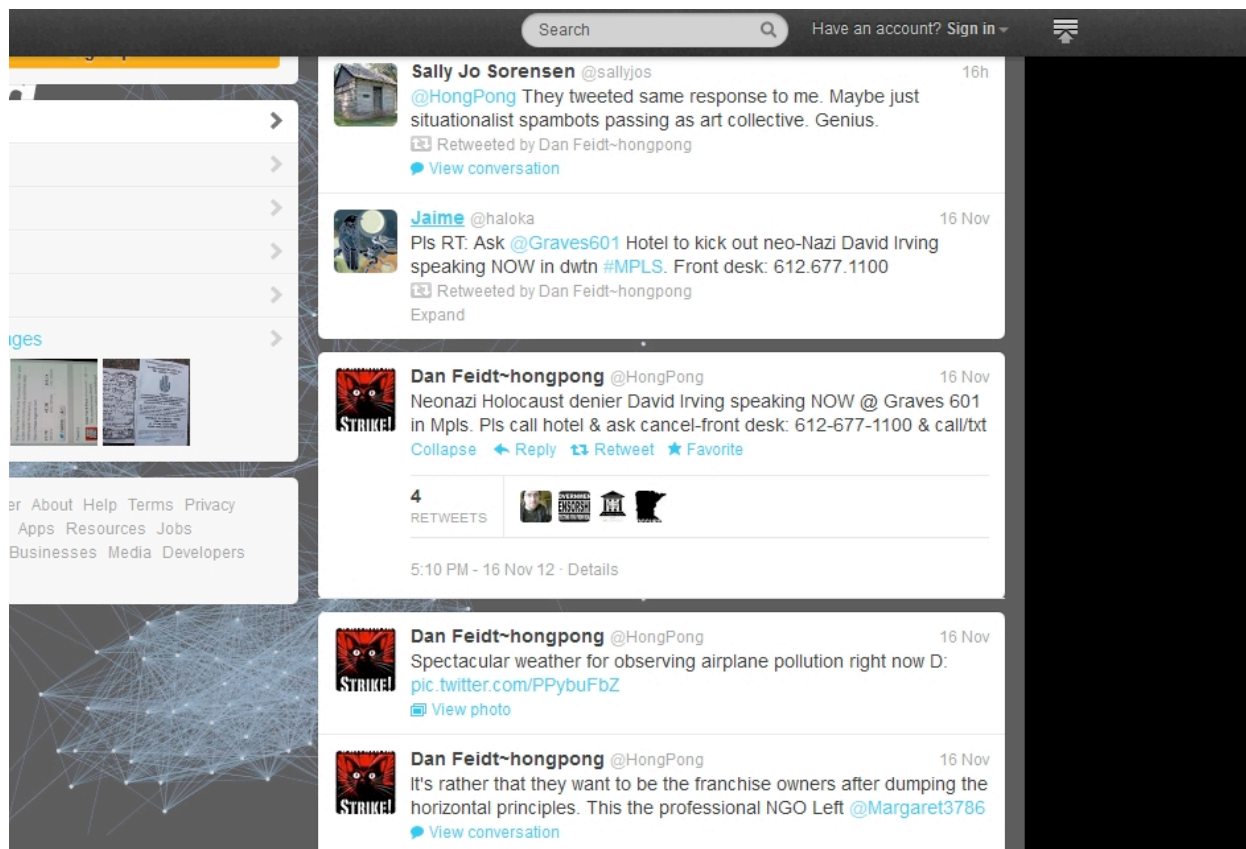 Search
Have an account? Sign in
Sally Jo Sorensen @sallyjos 16h
@HongPong They tweeted same response to me. Maybe just
situationalist spambots passing as art collective. Genius.
Retweeted by Dan Feidt~hongpong
View conversation
Jaime @haloka 16 Nov
Pls RT: Ask @Graves601 Hotel to kick out neo-Nazi David Irving
speaking NOW in dwtn #MPLS. Front desk: 612.677.1100
Retweeted by Dan Feidt~hongpong
Expand
ges
Dan Feidt~hongpong @HongPong 16 Nov
STRIKE!
Neonazi Holocaust denier David Irving speaking NOW @ Graves 601
in Mpls. Pls call hotel & ask cancel-front desk: 612-677-1100 & call/txt
Collapse Reply Retweet Favorite
4
RETWEETS
5:10 PM - 16 Nov 12 · Details
er About Help Terms Privacy
Apps Resources Jobs
Businesses Media Developers
Dan Feidt~hongpong @HongPong 16 Nov
STRIKE!
Spectacular weather for observing airplane pollution right now D:
pic.twitter.com/PPybuFbZ
View photo
Dan Feidt~hongpong @HongPong 16 Nov
STRIKE!
It's rather that they want to be the franchise owners after dumping the
horizontal principles. This the professional NGO Left @Margaret3786
View conversation